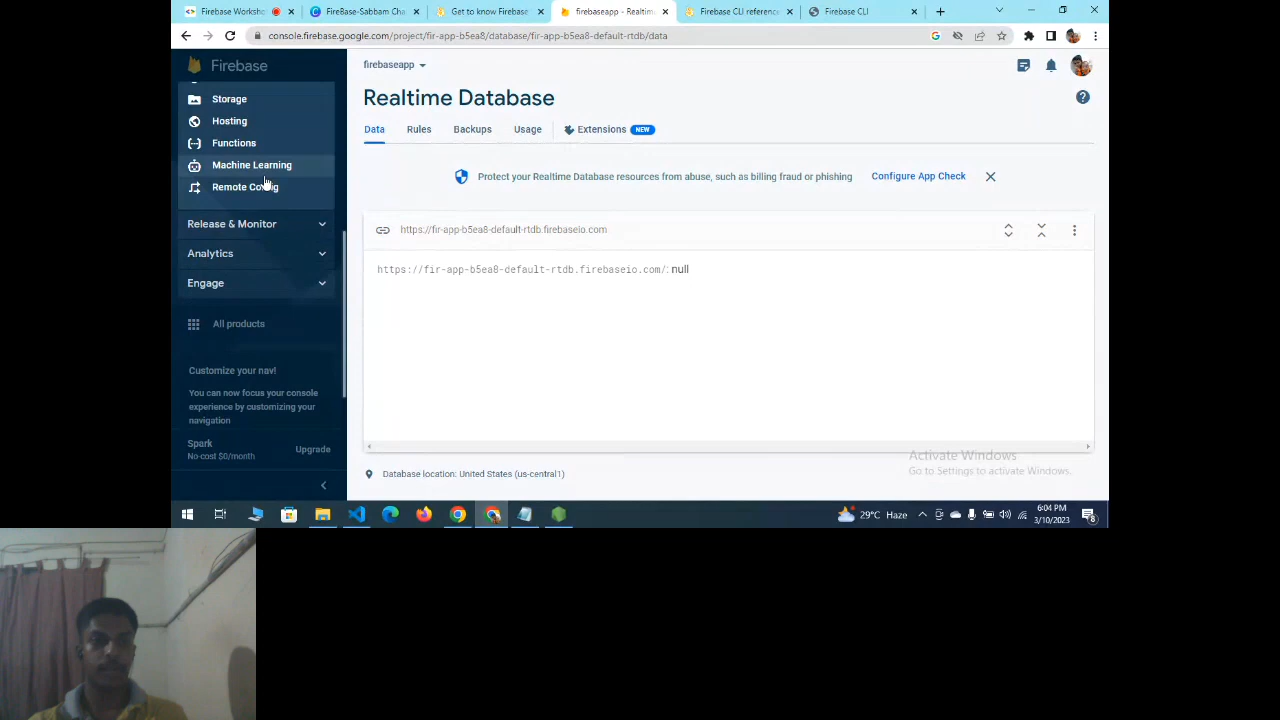 Firebase Worksho
FireBase-Sabbam Cha
Get to know Firebase
firebaseapp - Realtim
Firebase CLI reference
Firebase CLI
console.firebase.google.com/project/fir-app-b5ea8/database/fir-app-b5ea8-default-rtdb/data
Firebase
Storage
Hosting
Functions
Machine Learning
Remote Config
Release & Monitor
Analytics
Engage
All products
Customize your nav!
You can now focus your console
experience by customizing your
navigation
Spark
No-cost $0/month
Upgrade
firebaseapp
Realtime Database
Data
Rules
Backups
Usage
Extensions NEW
Protect your Realtime Database resources from abuse, such as billing fraud or phishing
Configure App Check
https://fir-app-b5ea8-default-rtdb.firebaseio.com
https://fir-app-b5ea8-default-rtdb.firebaseio.com/: null
Database location: United States (us-central1)
Activate Windows
Go to Settings to activate Windows.
29°C Haze
6:04 PM
3/10/2023
8